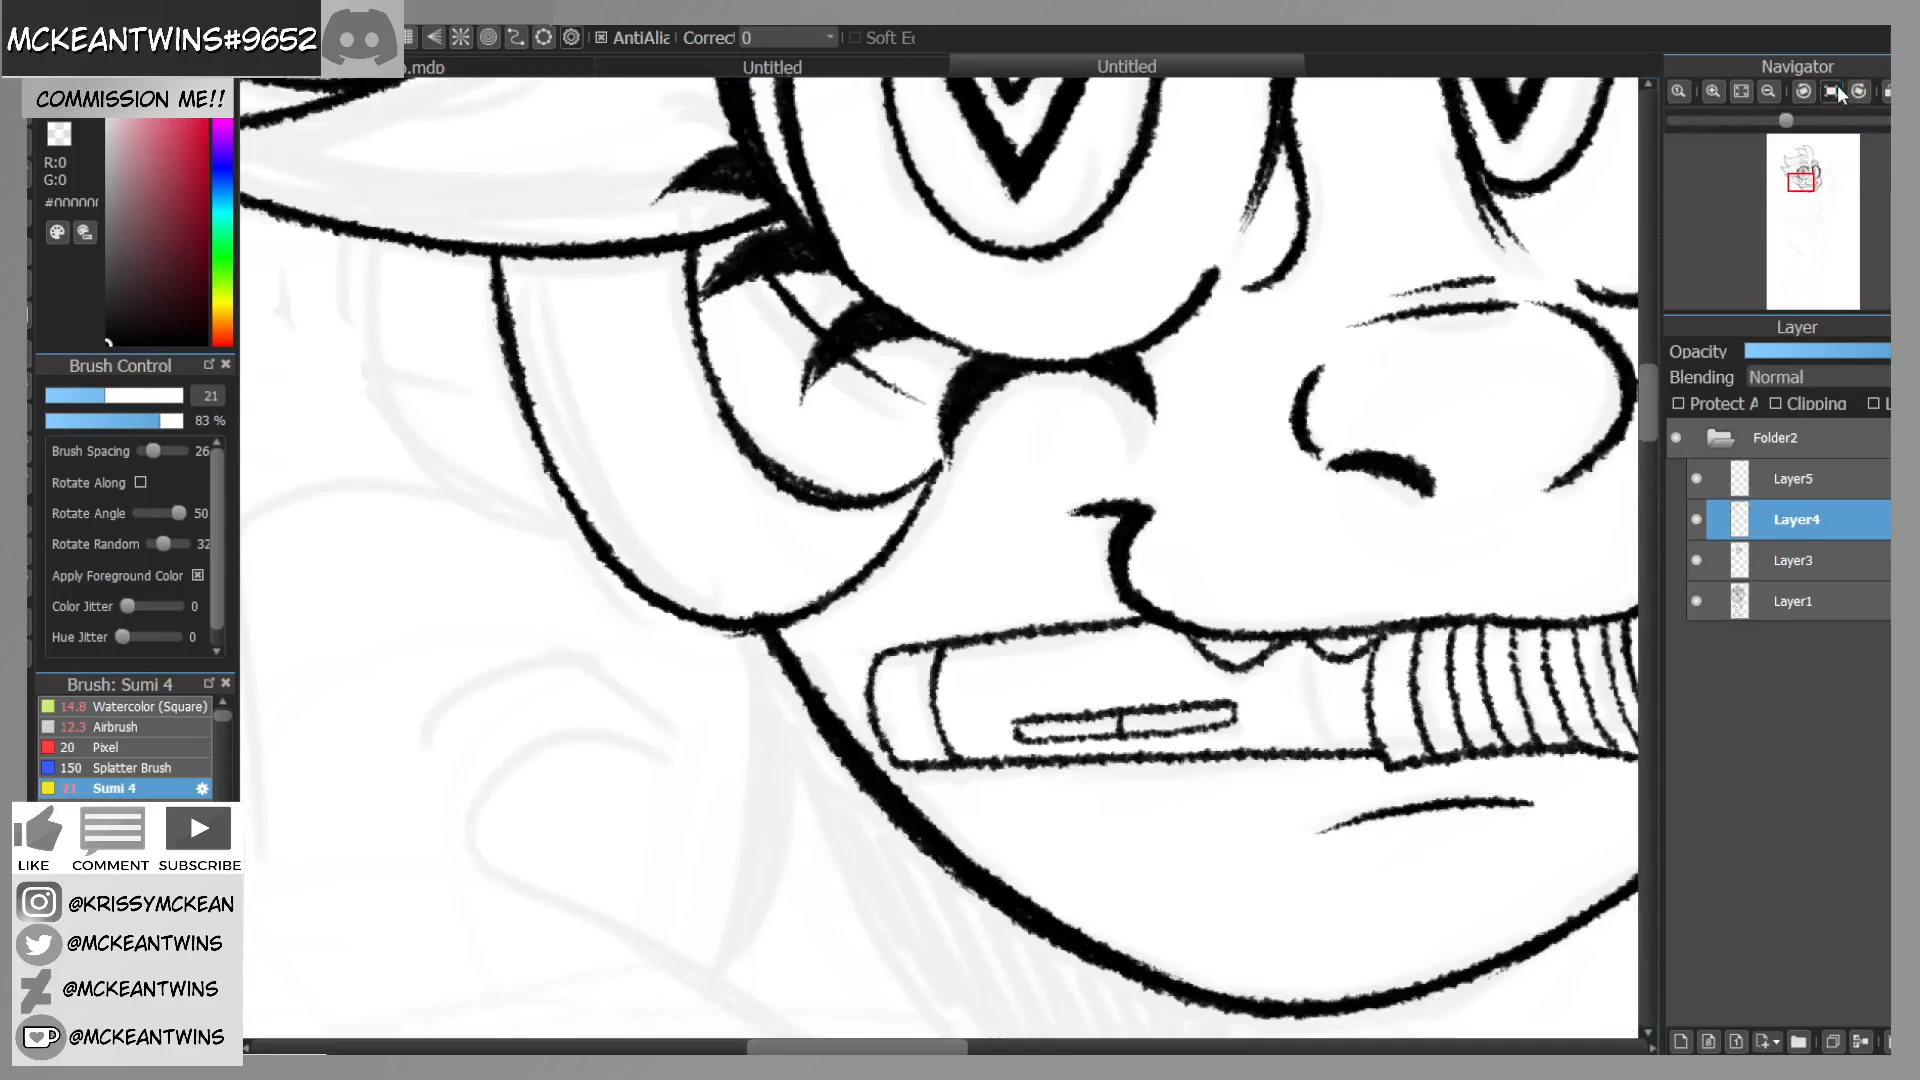 MCKEANTWINS#9652
COMMISSION ME!!
AntiAlia
Correct 0
Soft E
.mdp
Untitled
Untitled
Navigator
R:0
G:0
#000000
Brush Control
21
83 %
Brush Spacing 26
Rotate Along
Rotate Angle 50
Rotate Random 32
Apply Foreground Color
Color Jitter 0
Hue Jitter 0
Brush: Sumi 4
14.8 Watercolor (Square)
12.3 Airbrush
20 Pixel
150 Splatter Brush
21 Sumi 4
LIKE
COMMENT
SUBSCRIBE
@KRISSYMCKEAN
@MCKEANTWINS
@MCKEANTWINS
@MCKEANTWINS
Layer
Opacity
Blending Normal
Protect A
Clipping
L
Folder2
Layer5
Layer4
Layer3
Layer1